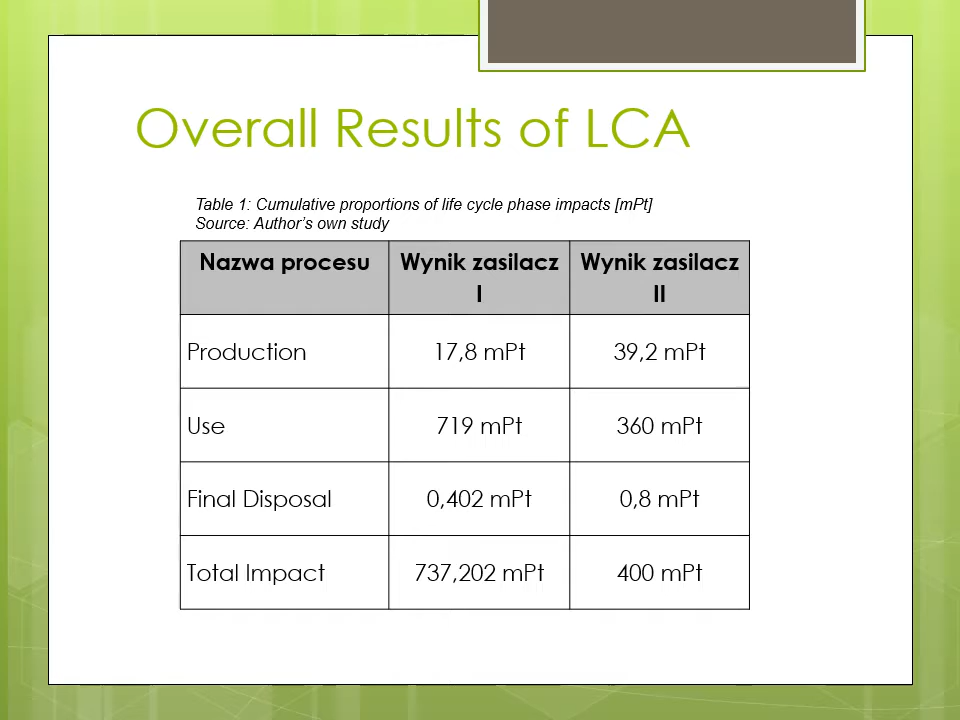 Overall Results of LCA
Table 1: Cumulative proportions of life cycle phase impacts [mPt]
Source: Author’s own study
Nazwa procesu Wynik zasilacz I Wynik zasilacz II
Production 17,8 mPt 39,2 mPt
Use 719 mPt 360 mPt
Final Disposal 0,402 mPt 0,8 mPt
Total Impact 737,202 mPt 400 mPt